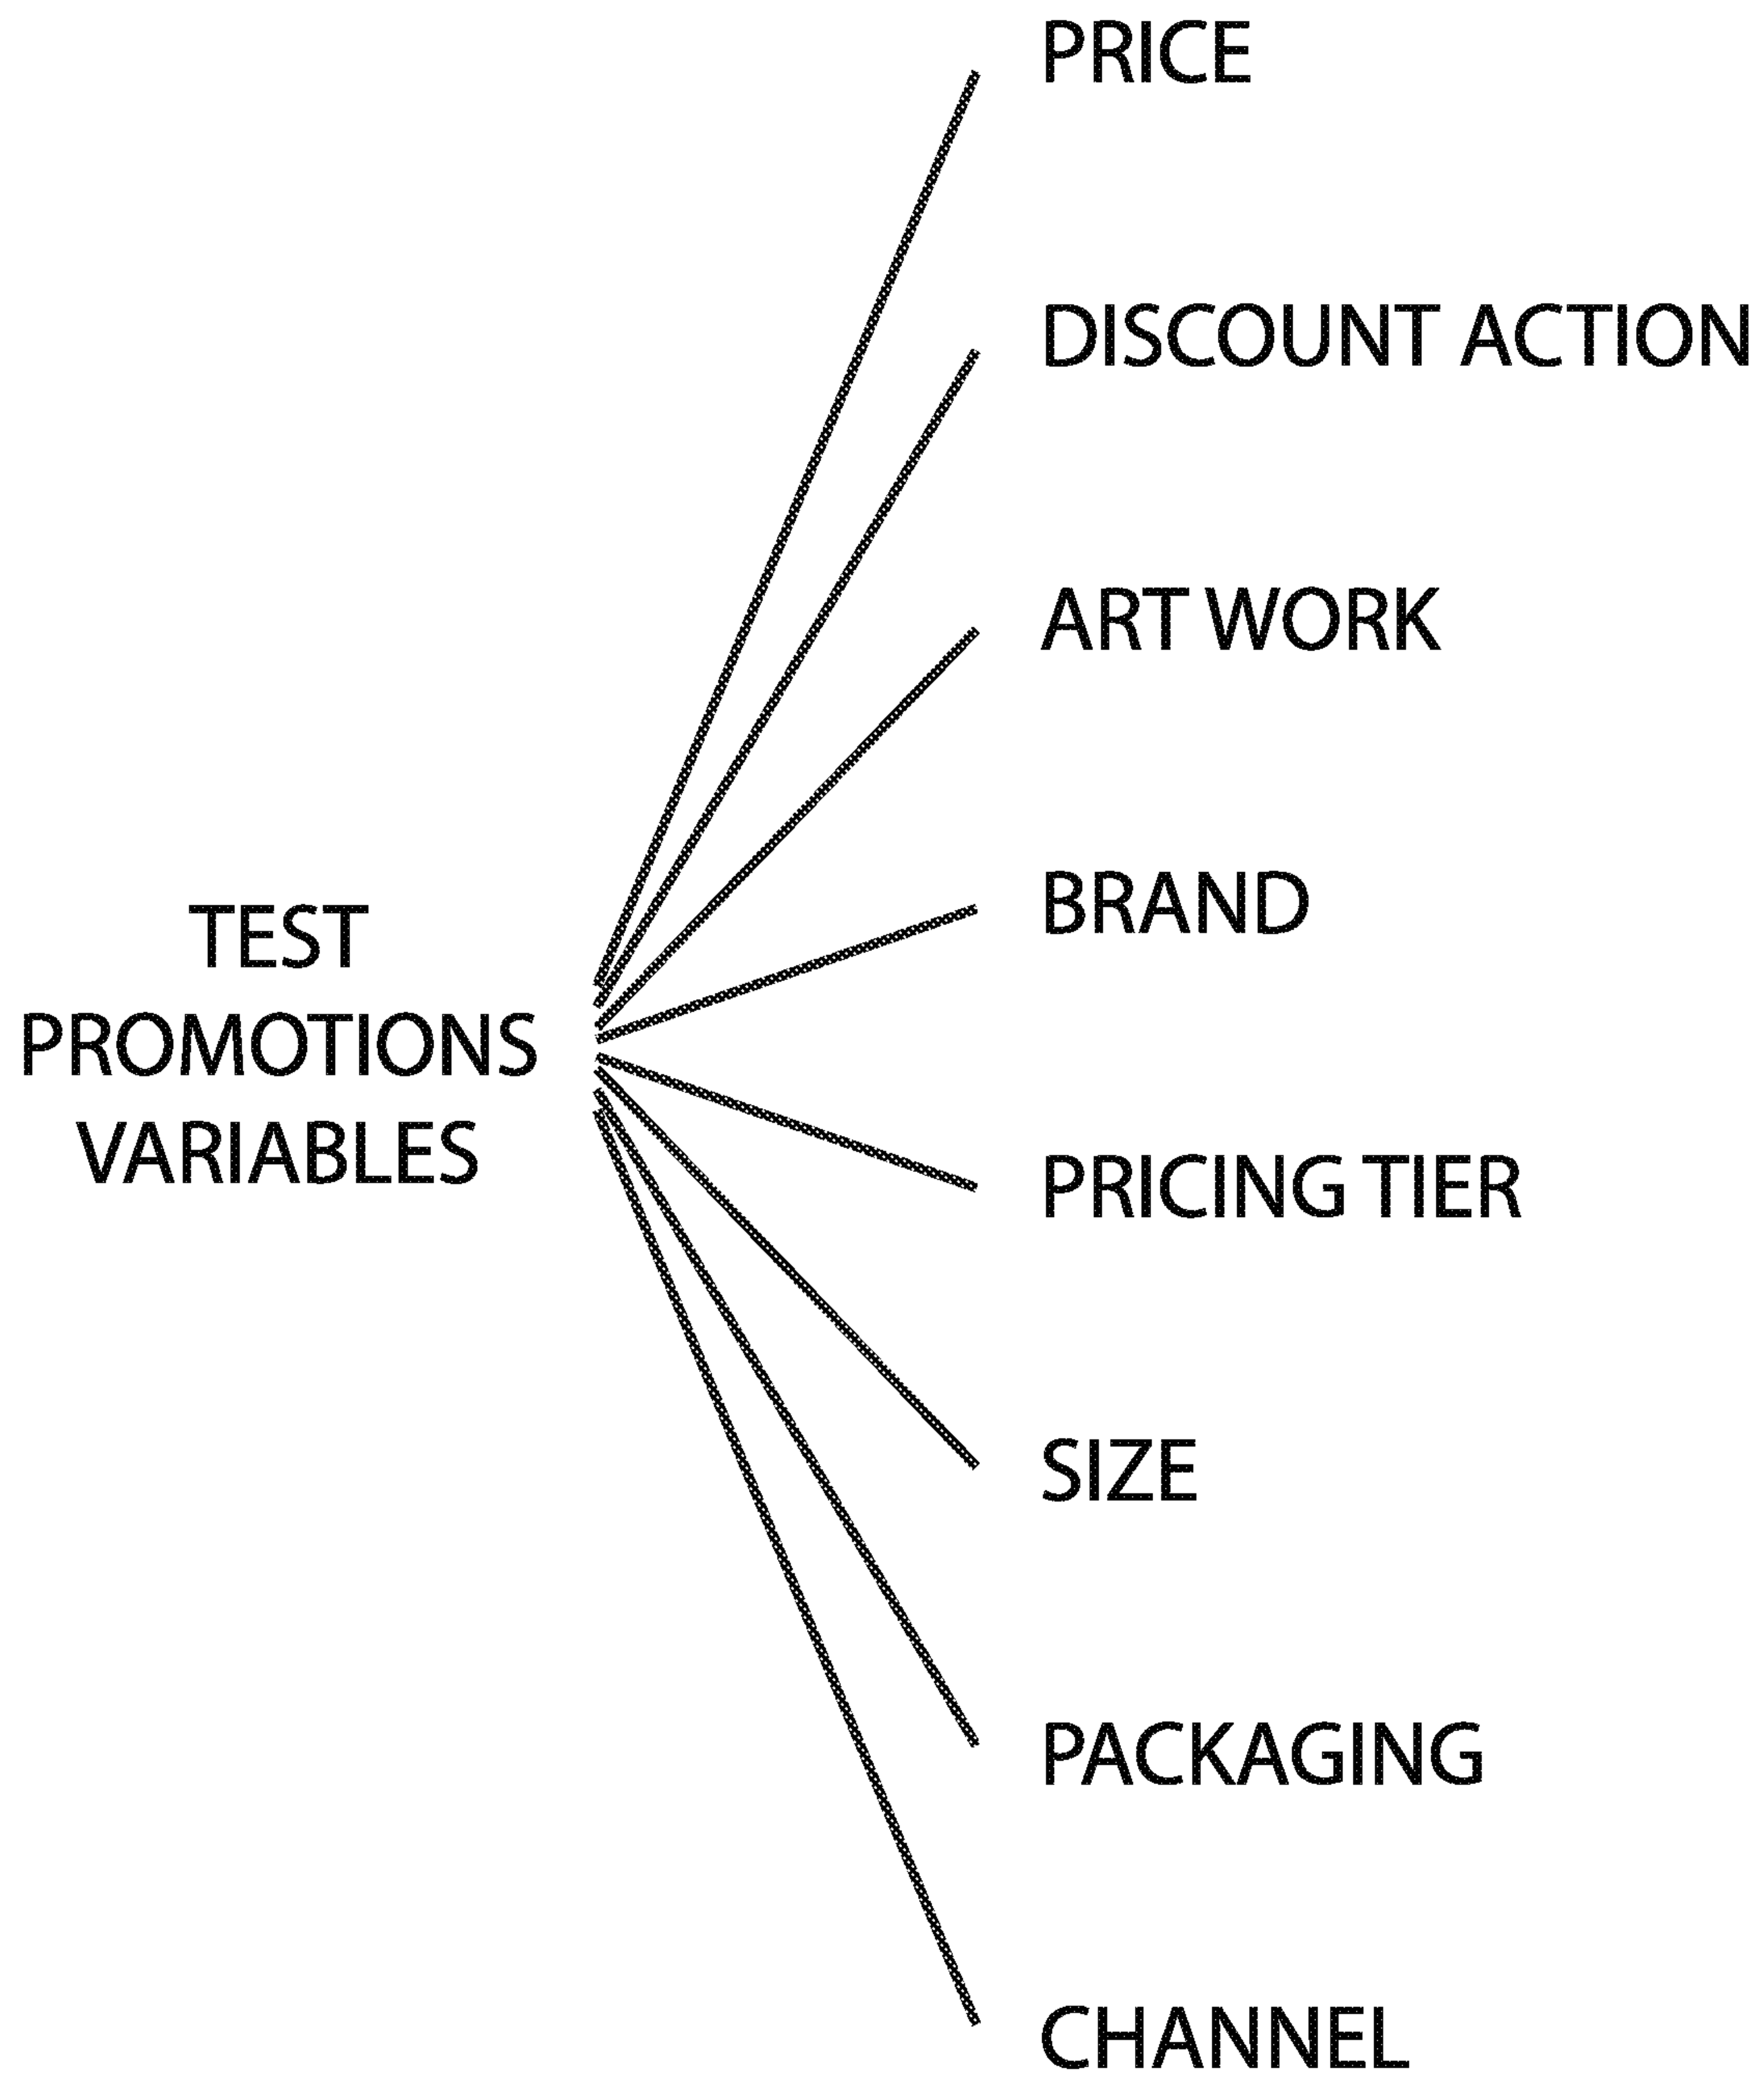 PRICE
DISCOUNT ACTION
ART WORK
BRAND
TEST
PROMOTIONS
VARIABLES
PRICING TIER
SIZE
PACKAGING
CHANNEL